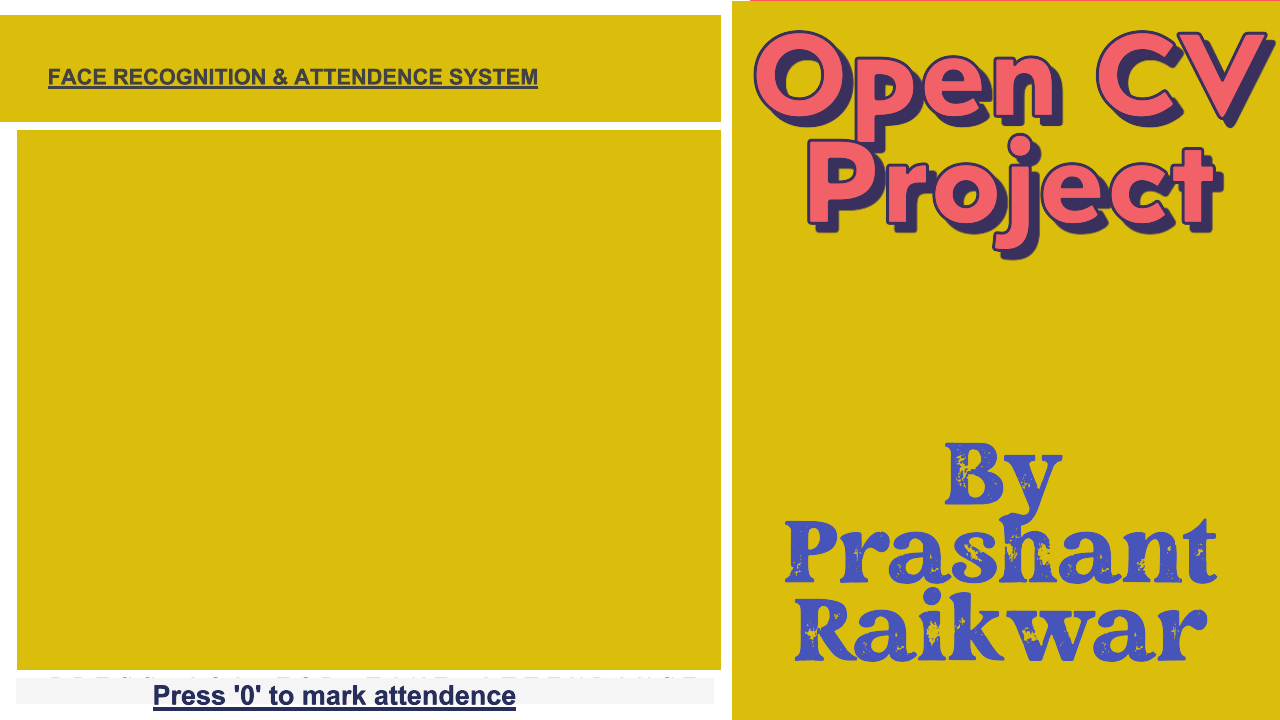 FACE RECOGNITION & ATTENDENCE SYSTEM
Press '0' to mark attendence
Open CV
Project
By
Prashant
Raikwar